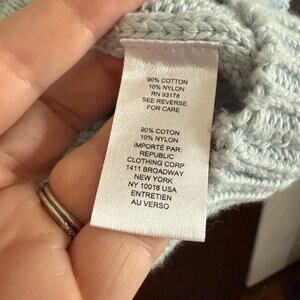 90% COTTON
10% NYLON
RN 93178
SEE REVERSE
FOR CARE
90% COTON
10% NYLON
IMPORTÉ PAR:
REPUBLIC
CLOTHING CORP
1411 BROADWAY
NEW YORK
NY 10018 USA
ENTRETIEN
AU VERSO